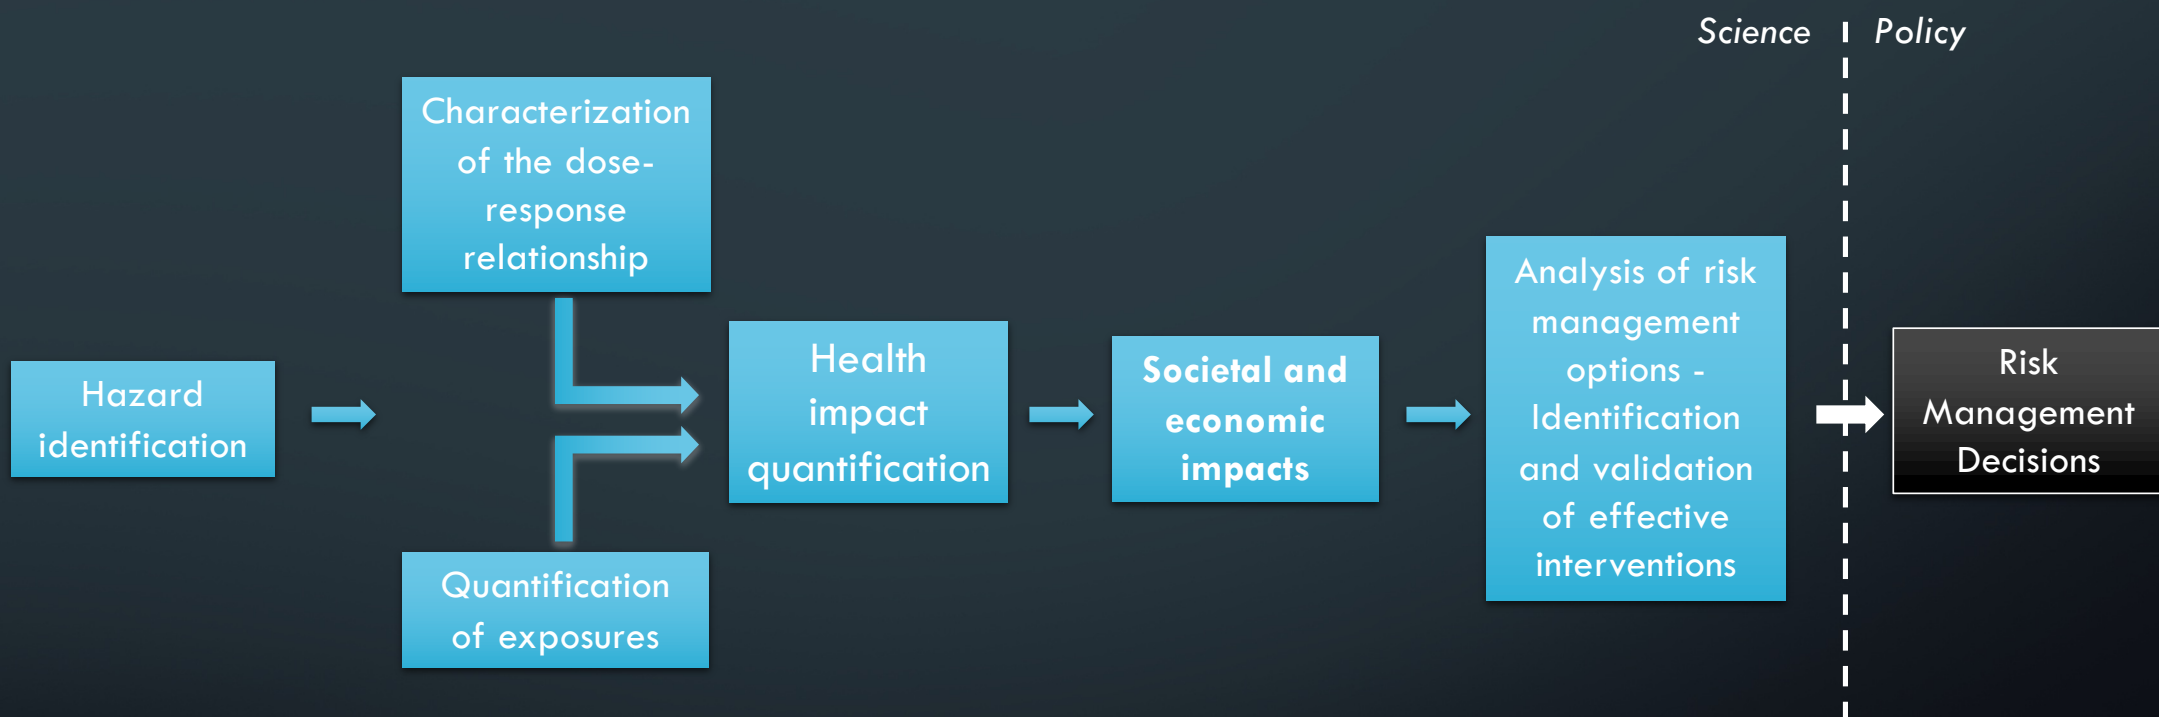 Science
Policy
Hazard
identification
Characterization
of the dose-
response
relationship
Quantification
of exposures
Health
impact
quantification
Societal and
economic
impacts
Analysis of risk
management
options -
Identification
and validation
of effective
interventions
Risk
Management
Decisions